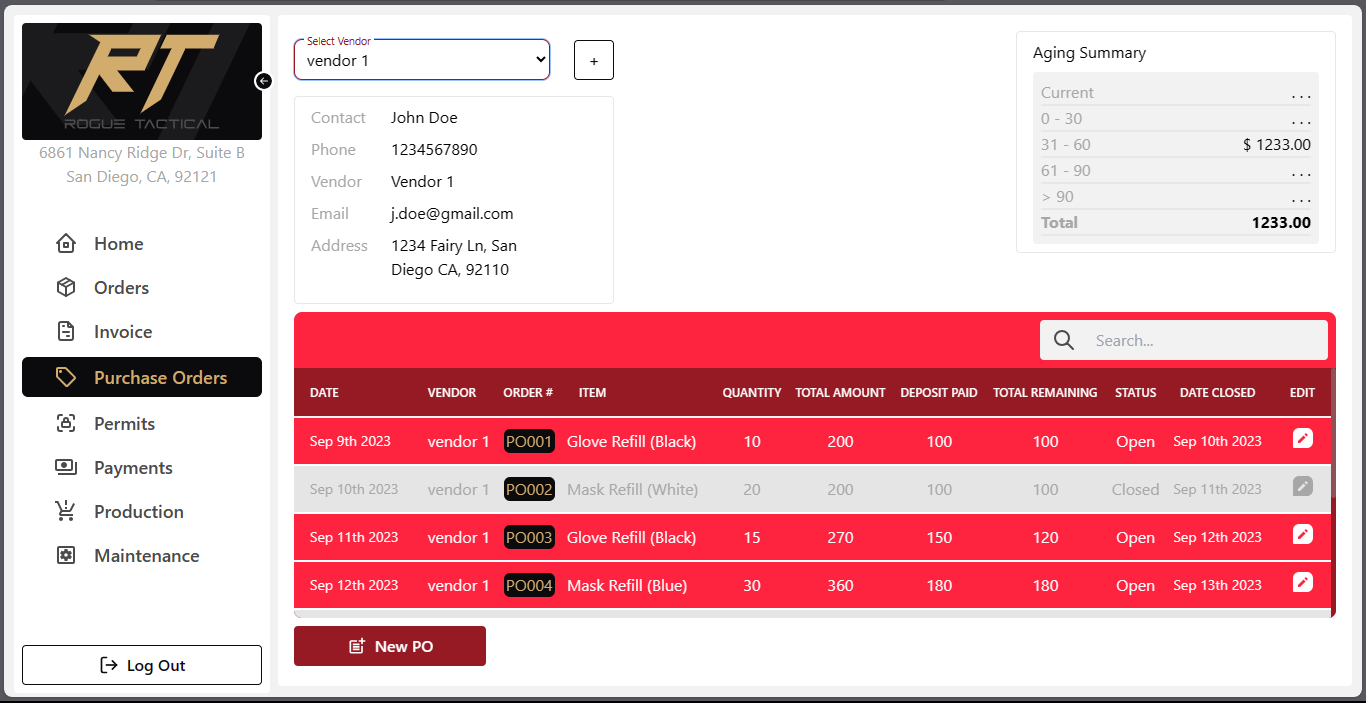 RT
ROGUE TACTICAL
6861 Nancy Ridge Dr, Suite B
San Diego, CA, 92121
Home
Orders
Invoice
Purchase Orders
Permits
Payments
Production
Maintenance
Log Out
Select Vendor
vendor 1
+
Contact John Doe
Phone 1234567890
Vendor Vendor 1
Email j.doe@gmail.com
Address 1234 Fairy Ln, San
Diego CA, 92110
Aging Summary
Current ...
0 - 30 ...
31 - 60 $ 1233.00
61 - 90 ...
> 90 ...
Total 1233.00
Search...
DATE VENDOR ORDER # ITEM QUANTITY TOTAL AMOUNT DEPOSIT PAID TOTAL REMAINING STATUS DATE CLOSED EDIT
Sep 9th 2023 vendor 1 PO001 Glove Refill (Black) 10 200 100 100 Open Sep 10th 2023
Sep 10th 2023 vendor 1 PO002 Mask Refill (White) 20 200 100 100 Closed Sep 11th 2023
Sep 11th 2023 vendor 1 PO003 Glove Refill (Black) 15 270 150 120 Open Sep 12th 2023
Sep 12th 2023 vendor 1 PO004 Mask Refill (Blue) 30 360 180 180 Open Sep 13th 2023
New PO